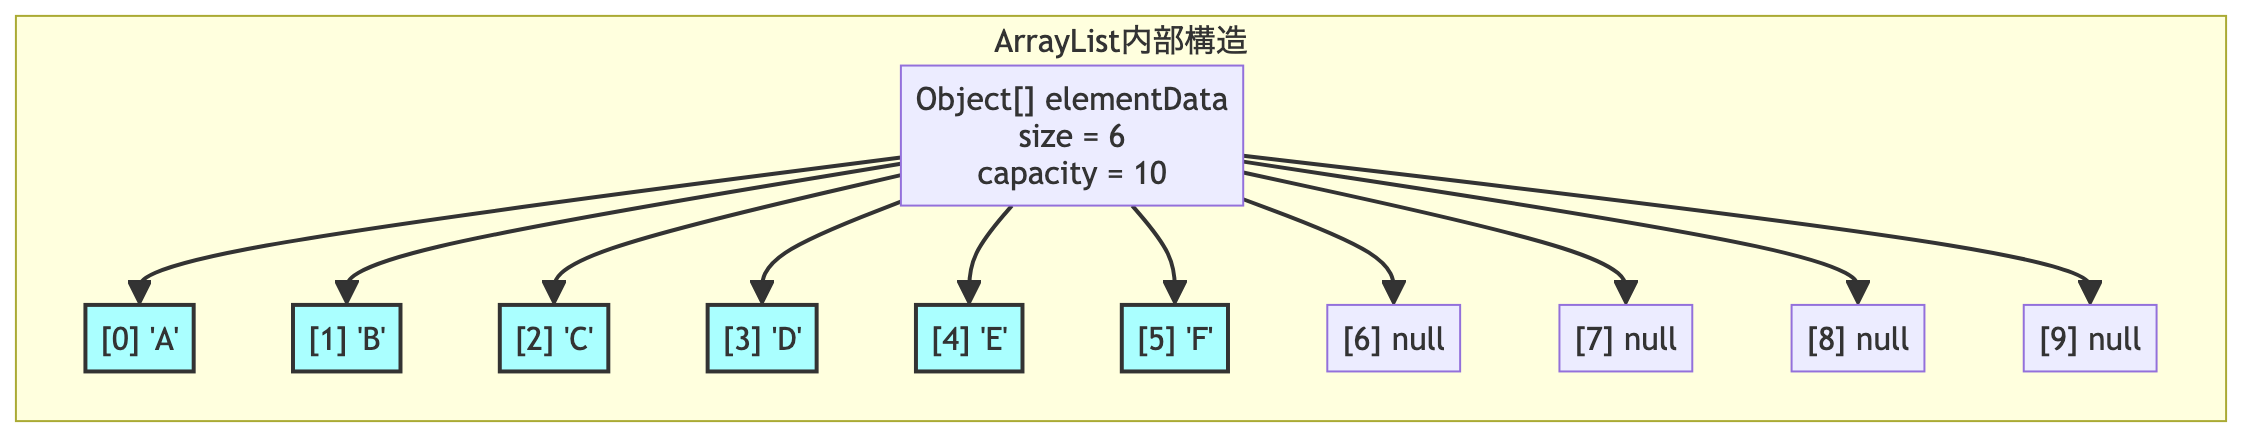 ArrayList内部構造
Object[] elementData
size = 6
capacity = 10
[0] 'A'
[1] 'B'
[2] 'C'
[3] 'D'
[4] 'E'
[5] 'F'
[6] null
[7] null
[8] null
[9] null